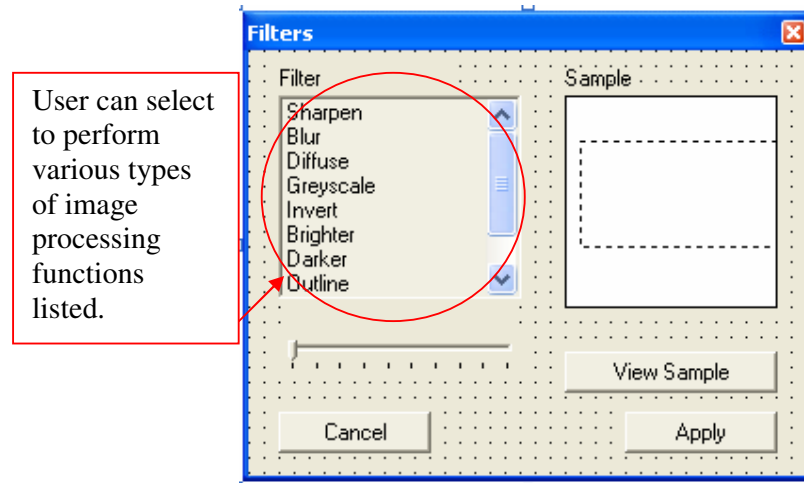 Filters
User can select
to perform
various types
of image
processing
functions
listed.
Filter
Sharpen
Blur
Diffuse
Greyscale
Invert
Brighter
Darker
Outline
Sample
View Sample
Cancel
Apply